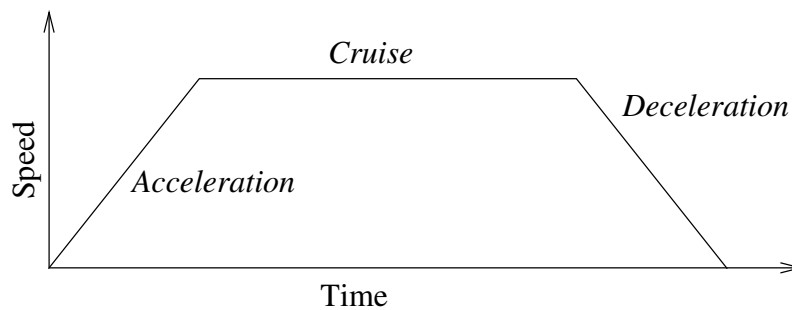 Cruise
Deceleration
Speed
Acceleration
Time